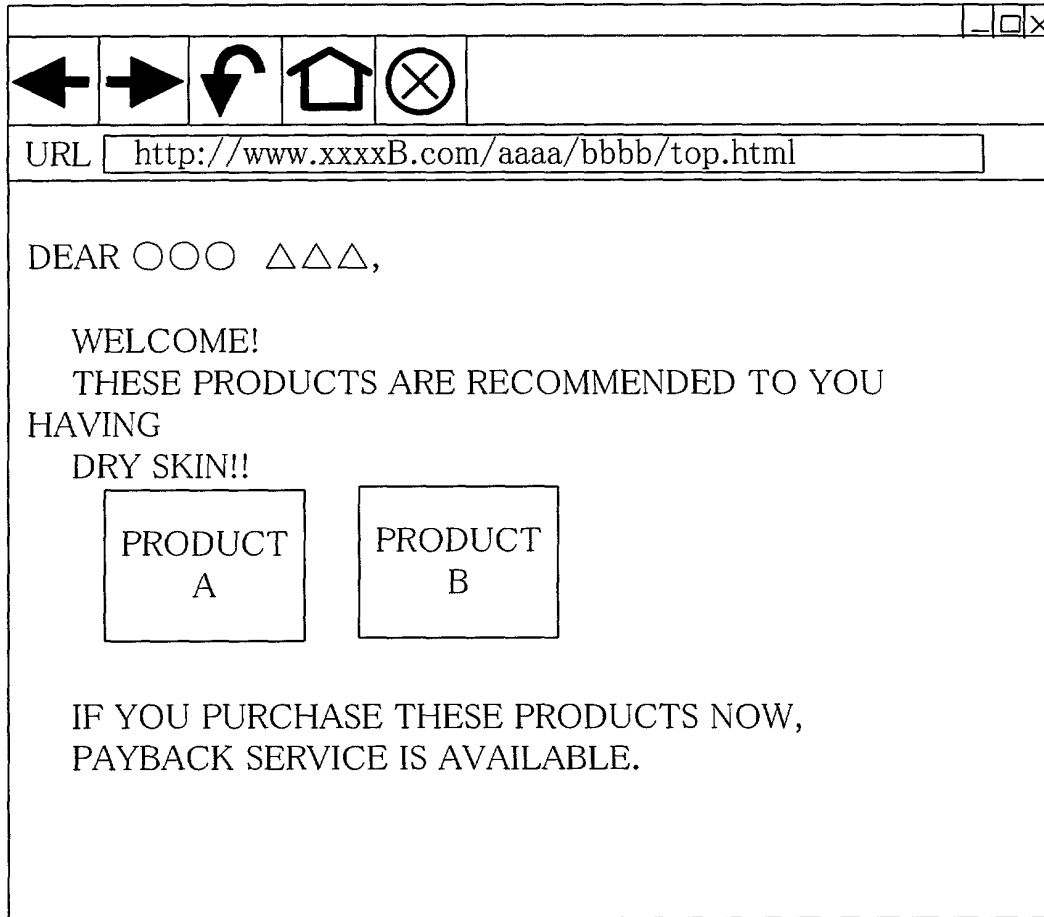 URL http://www.xxxxB.com/aaaa/bbbb/top.html
DEAR ○○○ △△△,
WELCOME!
THESE PRODUCTS ARE RECOMMENDED TO YOU
HAVING
DRY SKIN!!
PRODUCT A
PRODUCT B
IF YOU PURCHASE THESE PRODUCTS NOW,
PAYBACK SERVICE IS AVAILABLE.